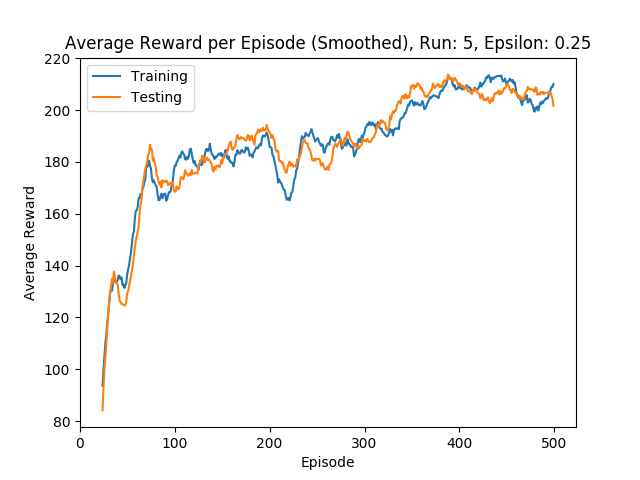 Average Reward per Episode (Smoothed), Run: 5, Epsilon: 0.25
220
200
180
160
140
120
100
80
Average Reward
Training
Testing
0
100
200
300
400
500
Episode